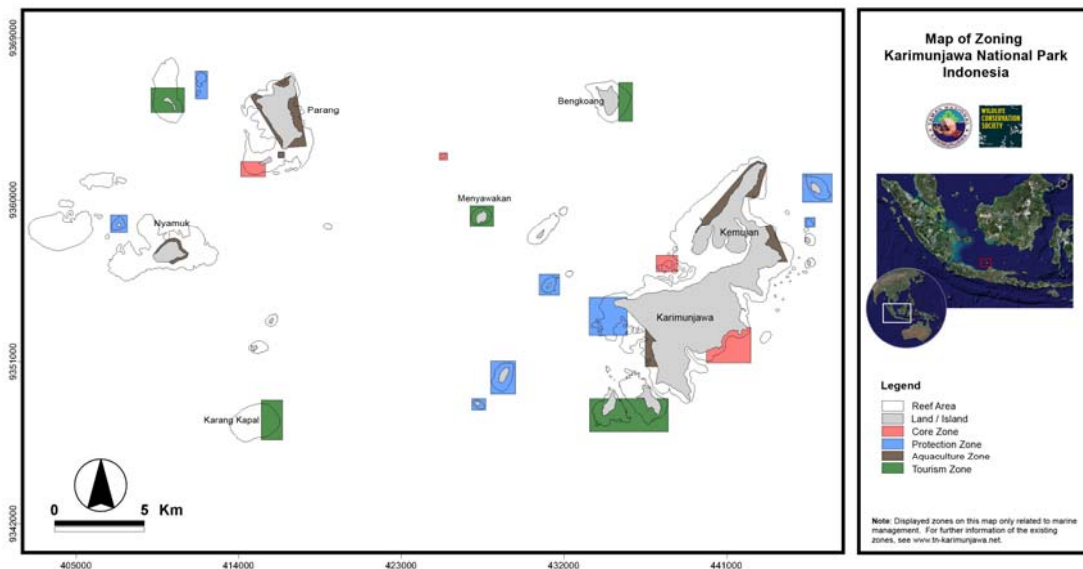 9369000
9360000
9351000
9342000
405000
414000
423000
432000
441000
Parang
Bengkoang
Menyawakan
Nyamuk
Kemujan
Karimunjawa
Karang Kapal
0 5 Km
Map of Zoning
Karimunjawa National Park
Indonesia
WILDLIFE
CONSERVATION
SOCIETY
Legend
Reef Area
Land / Island
Core Zone
Protection Zone
Aquaculture Zone
Tourism Zone
Note: Displayed zones on this map only related to marine
management. For further information of the existing
zones, see www.tn-karimunjawa.net.